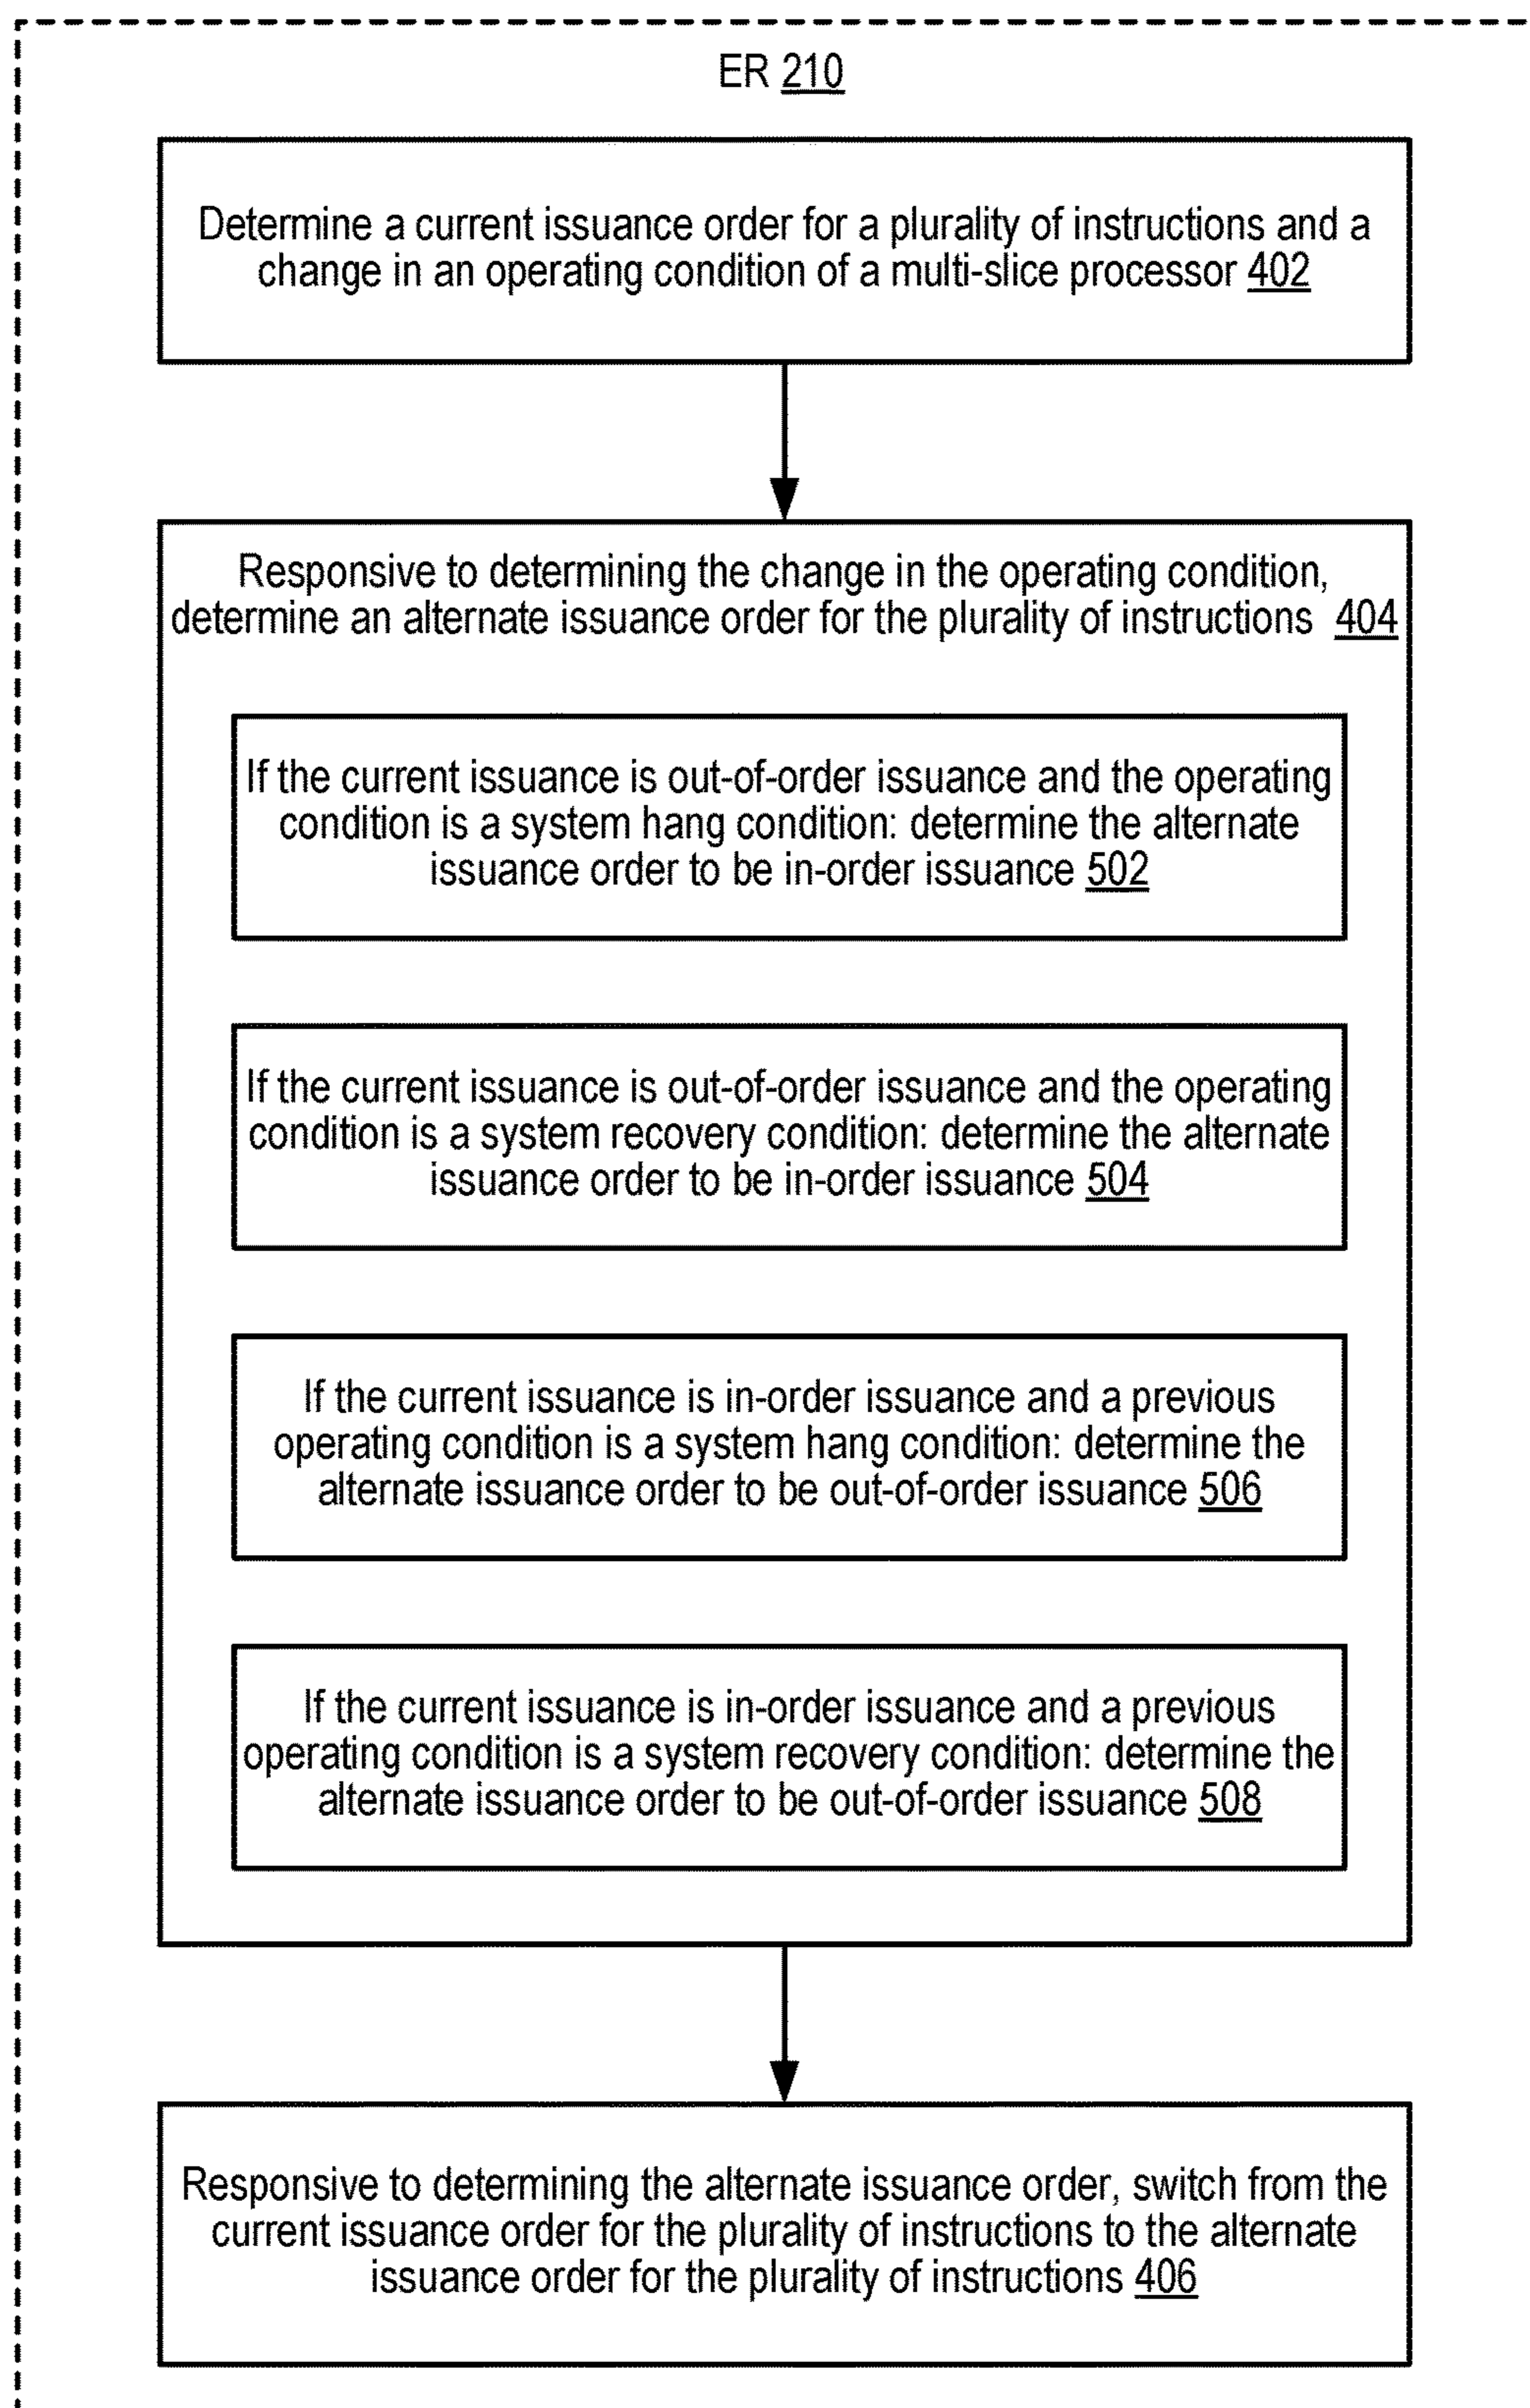 ER 210
Determine a current issuance order for a plurality of instructions and a
change in an operating condition of a multi-slice processor 402
Responsive to determining the change in the operating condition,
determine an alternate issuance order for the plurality of instructions 404
If the current issuance is out-of-order issuance and the operating
condition is a system hang condition: determine the alternate
issuance order to be in-order issuance 502
If the current issuance is out-of-order issuance and the operating
condition is a system recovery condition: determine the alternate
issuance order to be in-order issuance 504
If the current issuance is in-order issuance and a previous
operating condition is a system hang condition: determine the
alternate issuance order to be out-of-order issuance 506
If the current issuance is in-order issuance and a previous
operating condition is a system recovery condition: determine the
alternate issuance order to be out-of-order issuance 508
Responsive to determining the alternate issuance order, switch from the
current issuance order for the plurality of instructions to the alternate
issuance order for the plurality of instructions 406